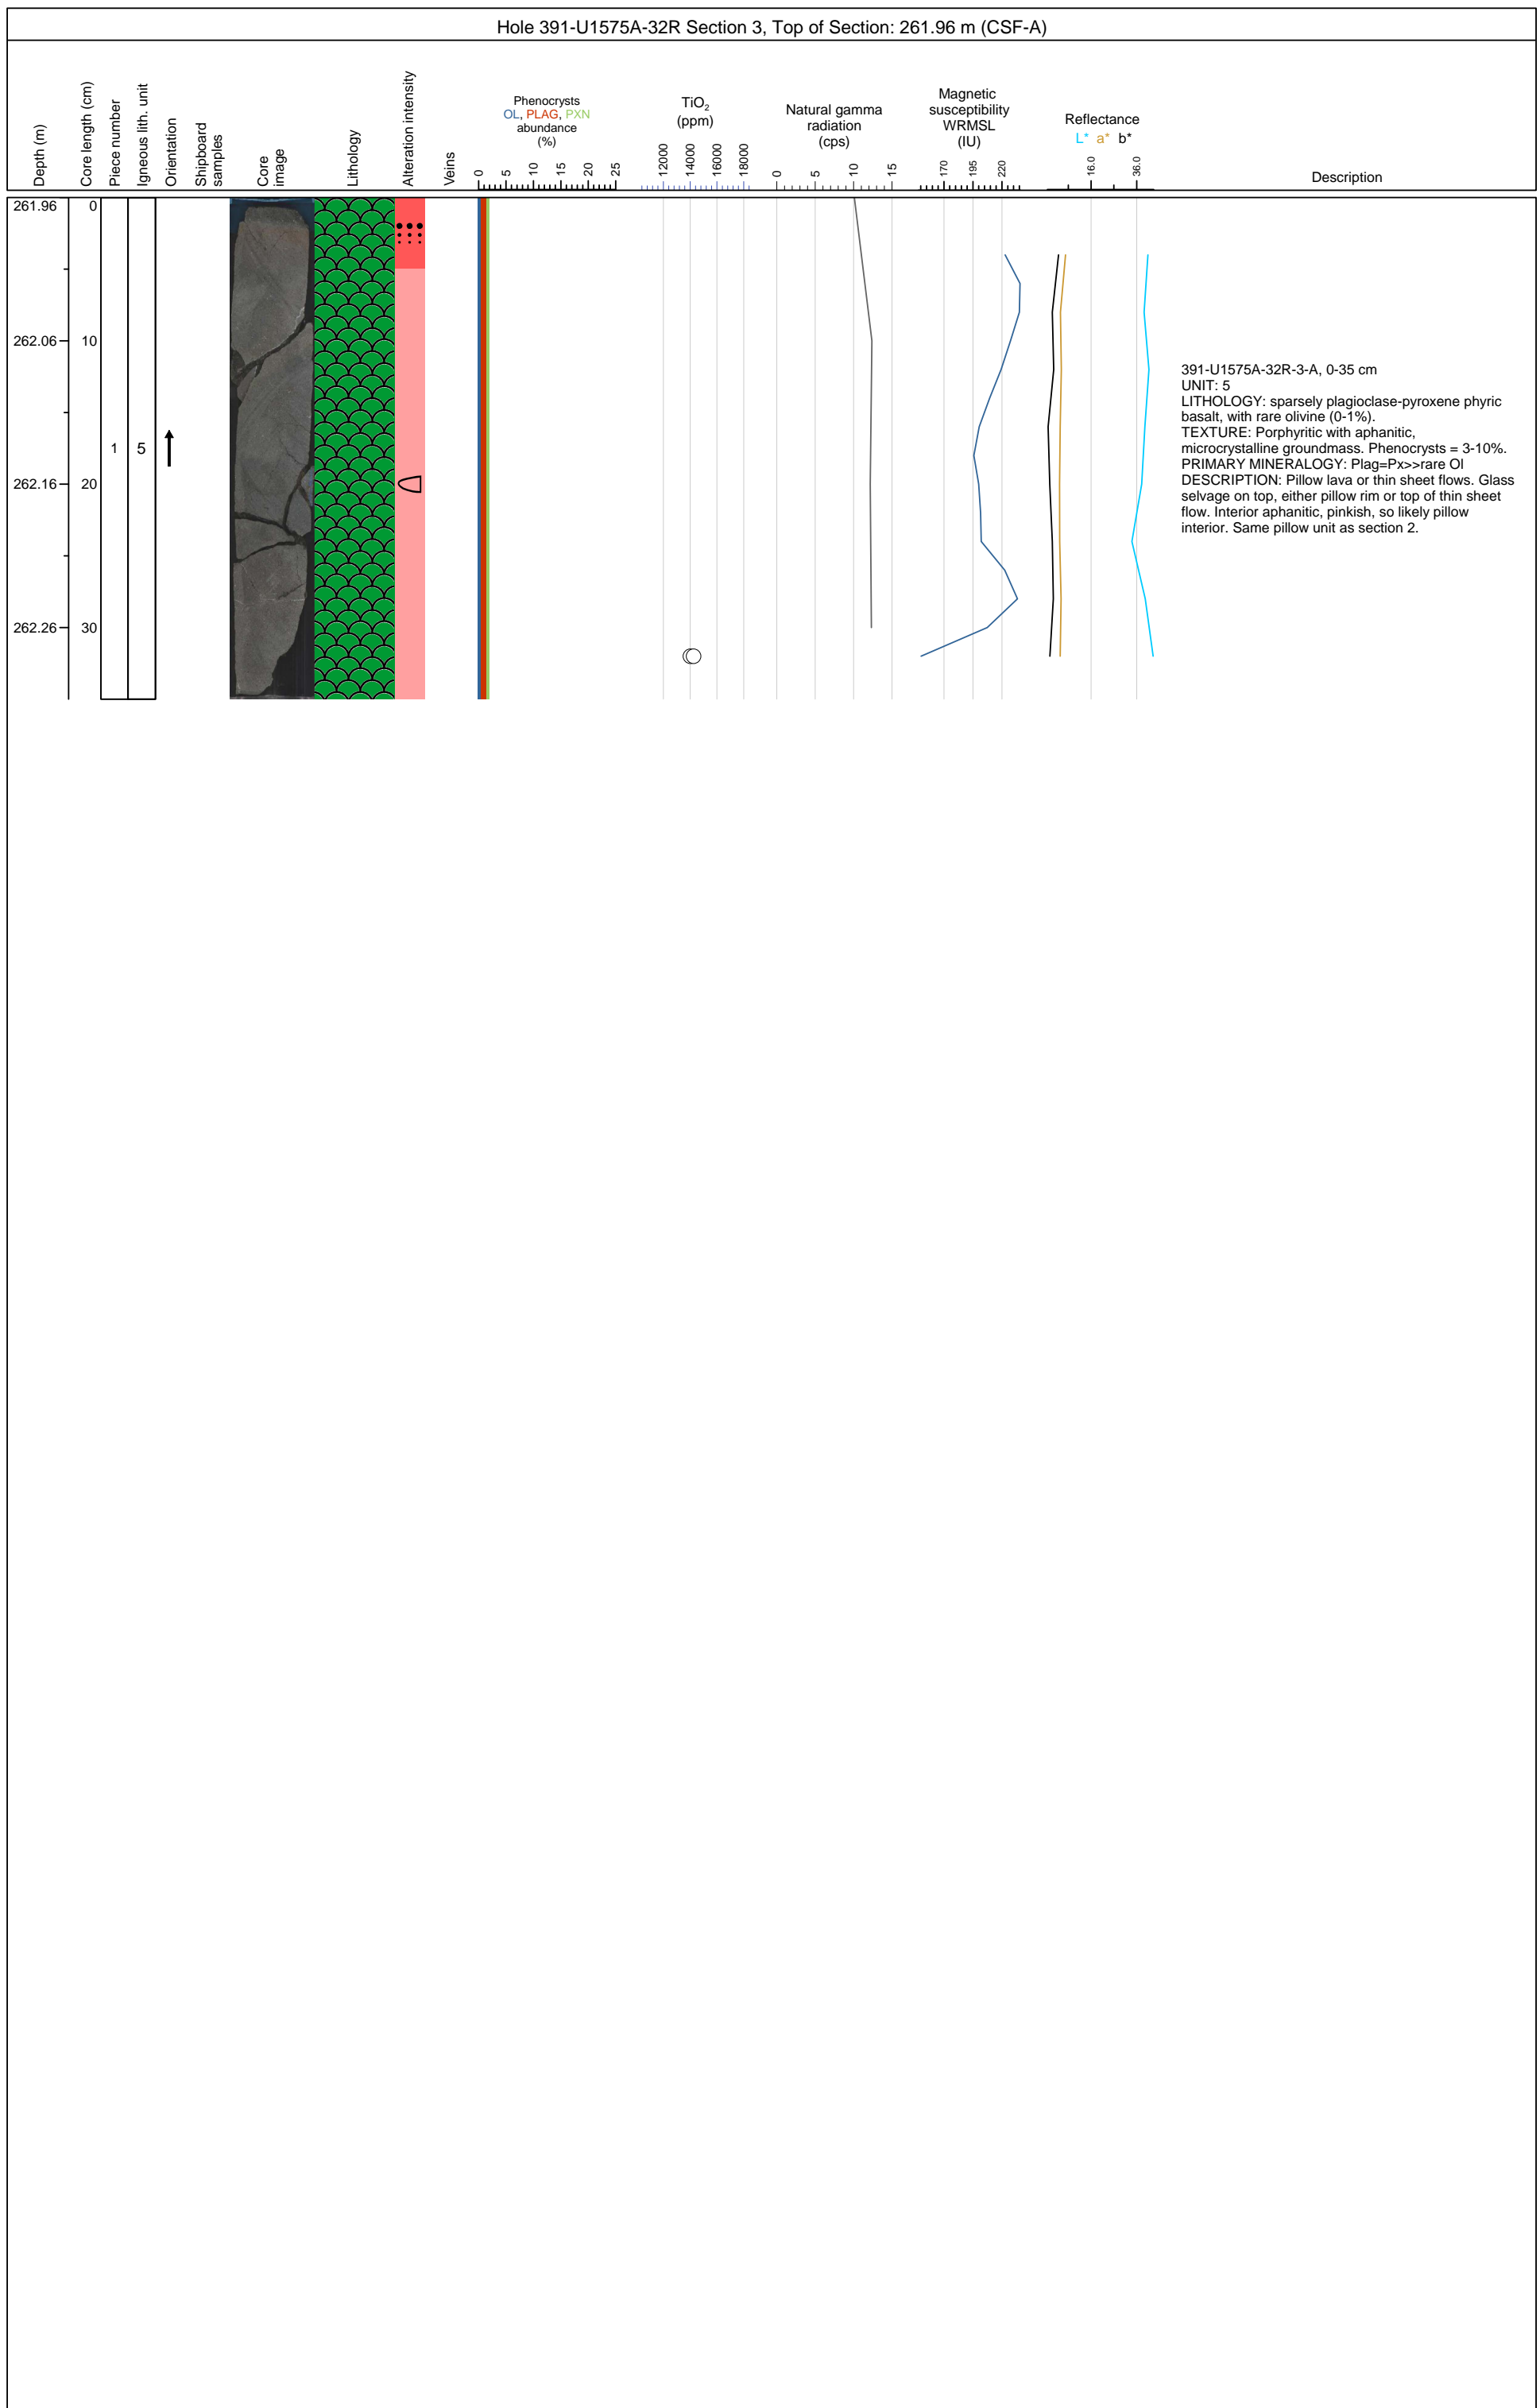 Hole 391-U1575A-32R Section 3, Top of Section: 261.96 m (CSF-A)
Depth (m)
Core length (cm)
Piece number
Igneous lith. unit
Orientation
Shipboard
samples
Core
image
Lithology
Alteration intensity
Veins
Phenocrysts
OL, PLAG, PXN
abundance
(%)
0 5 10 15 20 25
TiO₂
(ppm)
12000 14000 16000 18000
Natural gamma
radiation
(cps)
0 5 10 15
Magnetic
susceptibility
WRMSL
(IU)
170 195 220
Reflectance
L* a* b*
16.0 36.0
Description
261.96 0
262.06 10
262.16 20
262.26 30
1 5
391-U1575A-32R-3-A, 0-35 cm
UNIT: 5
LITHOLOGY: sparsely plagioclase-pyroxene phyric
basalt, with rare olivine (0-1%).
TEXTURE: Porphyritic with aphanitic,
microcrystalline groundmass. Phenocrysts = 3-10%.
PRIMARY MINERALOGY: Plag=Px>>rare Ol
DESCRIPTION: Pillow lava or thin sheet flows. Glass
selvage on top, either pillow rim or top of thin sheet
flow. Interior aphanitic, pinkish, so likely pillow
interior. Same pillow unit as section 2.